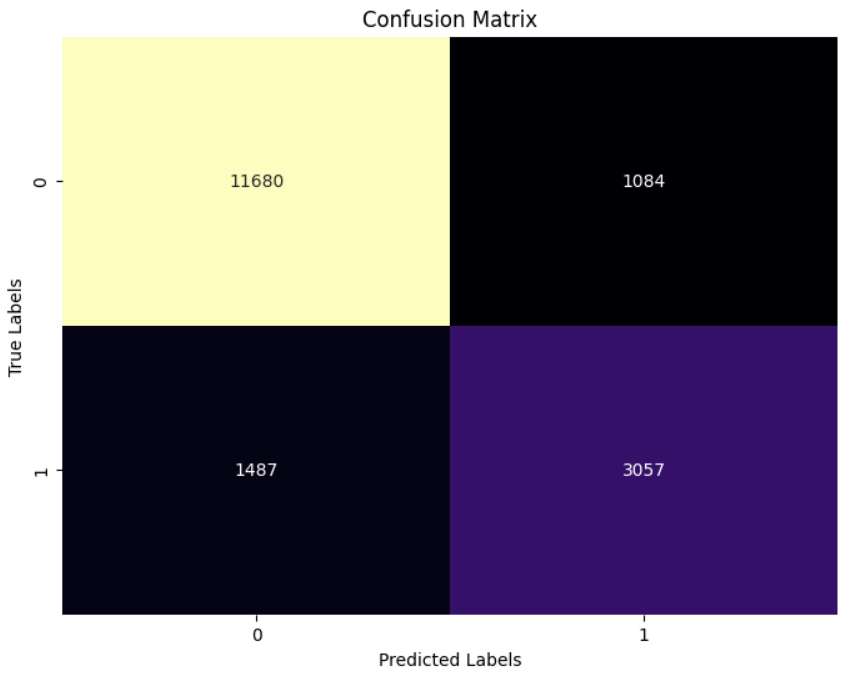 Confusion Matrix
0
11680
1084
True Labels
1
1487
3057
0
1
Predicted Labels